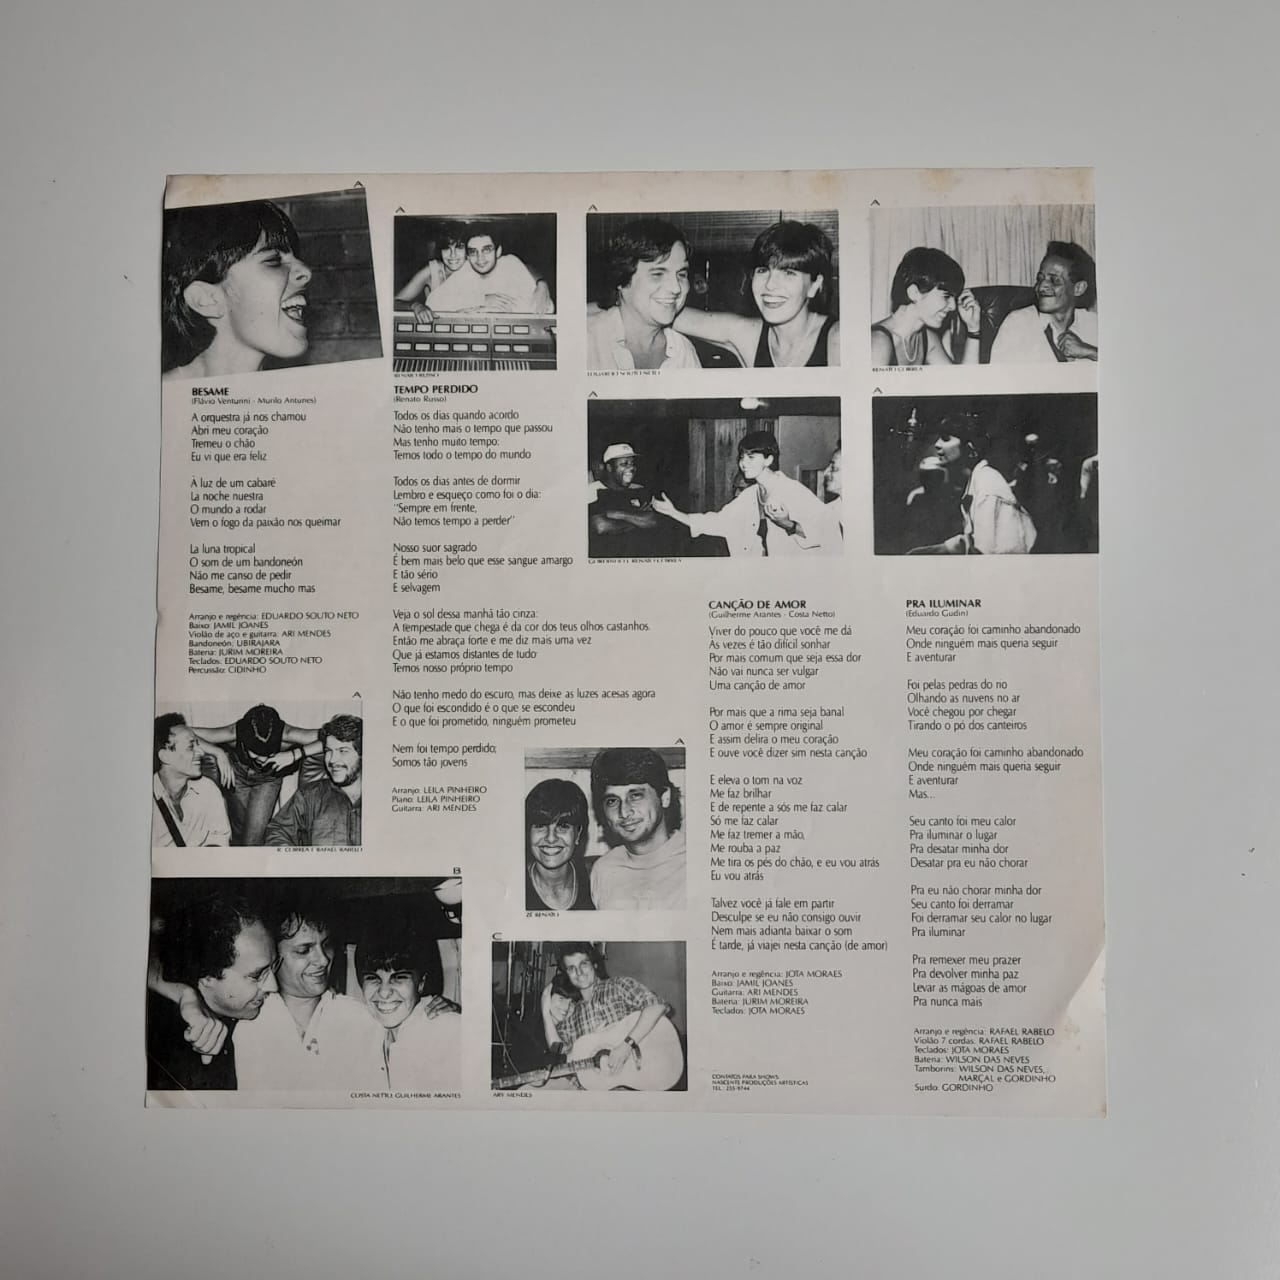 A
A
A
A
RENATO RUSSO
EDUARDO SOUTO NETO
RENATO CORREA
BESAME
(Flávio Venturini - Murilo Antunes)
A orquestra já nos chamou
Abri meu coração
Tremeu o chão
Eu vi que era feliz
À luz de um cabaré
La noche nuestra
O mundo a rodar
Vem o fogo da paixão nos queimar
La luna tropical
O som de um bandoneón
Não me canso de pedir
Besame, besame mucho mas
Arranjo e regência: EDUARDO SOUTO NETO
Baixo: JAMIL JOANES
Violão de aço e guitarra: ARI MENDES
Bandoneón: UBIRAJARA
Bateria: JURIM MOREIRA
Teclados: EDUARDO SOUTO NETO
Percussão: CIDINHO
A
R. CORREA E RAFAEL RABELO
B
COSTA NETTO E GUILHERME ARANTES
TEMPO PERDIDO
(Renato Russo)
Todos os dias quando acordo
Não tenho mais o tempo que passou
Mas tenho muito tempo:
Temos todo o tempo do mundo
Todos os dias antes de dormir
Lembro e esqueço como foi o dia:
"Sempre em frente,
Não temos tempo a perder"
Nosso suor sagrado
É bem mais belo que esse sangue amargo
E tão sério
E selvagem
Veja o sol dessa manhã tão cinza:
A tempestade que chega é da cor dos teus olhos castanhos.
Então me abraça forte e me diz mais uma vez
Que já estamos distantes de tudo
Temos nosso próprio tempo
Não tenho medo do escuro, mas deixe as luzes acesas agora
O que foi escondido é o que se escondeu
E o que foi prometido, ninguém prometeu
Nem foi tempo perdido;
Somos tão jovens
Arranjo: LEILA PINHEIRO
Piano: LEILA PINHEIRO
Guitarra: ARI MENDES
A
ZÉ RENATO
C
ARY MENDES
A
GORDINHO E RENATO CORREA
A
CANÇÃO DE AMOR
(Guilherme Arantes - Costa Netto)
Viver do pouco que você me dá
Às vezes é tão difícil sonhar
Por mais comum que seja essa dor
Não vai nunca ser vulgar
Uma canção de amor
Por mais que a rima seja banal
O amor é sempre original
E assim delira o meu coração
E ouve você dizer sim nesta canção
E eleva o tom na voz
Me faz brilhar
E de repente a sós me faz calar
Só me faz calar
Me faz tremer a mão,
Me rouba a paz
Me tira os pés do chão, e eu vou atrás
Eu vou atrás
Talvez você já fale em partir
Desculpe se eu não consigo ouvir
Nem mais adianta baixar o som
É tarde, já viajei nesta canção (de amor)
Arranjo e regência: JOTA MORAES
Baixo: JAMIL JOANES
Guitarra: ARI MENDES
Bateria: JURIM MOREIRA
Teclados: JOTA MORAES
CONTATOS PARA SHOWS:
NASCENTE PRODUÇÕES ARTÍSTICAS
TEL.: 255-9744
PRA ILUMINAR
(Eduardo Gudin)
Meu coração foi caminho abandonado
Onde ninguém mais queria seguir
E aventurar
Foi pelas pedras do rio
Olhando as nuvens no ar
Você chegou por chegar
Tirando o pó dos canteiros
Meu coração foi caminho abandonado
Onde ninguém mais queria seguir
E aventurar
Mas...
Seu canto foi meu calor
Pra iluminar o lugar
Pra desatar minha dor
Desatar pra eu não chorar
Pra eu não chorar minha dor
Seu canto foi derramar
Foi derramar seu calor no lugar
Pra iluminar
Pra remexer meu prazer
Pra devolver minha paz
Levar as mágoas de amor
Pra nunca mais
Arranjo e regência: RAFAEL RABELO
Violão 7 cordas: RAFAEL RABELO
Teclados: JOTA MORAES
Bateria: WILSON DAS NEVES
Tamborins: WILSON DAS NEVES,
MARÇAL e GORDINHO
Surdo: GORDINHO